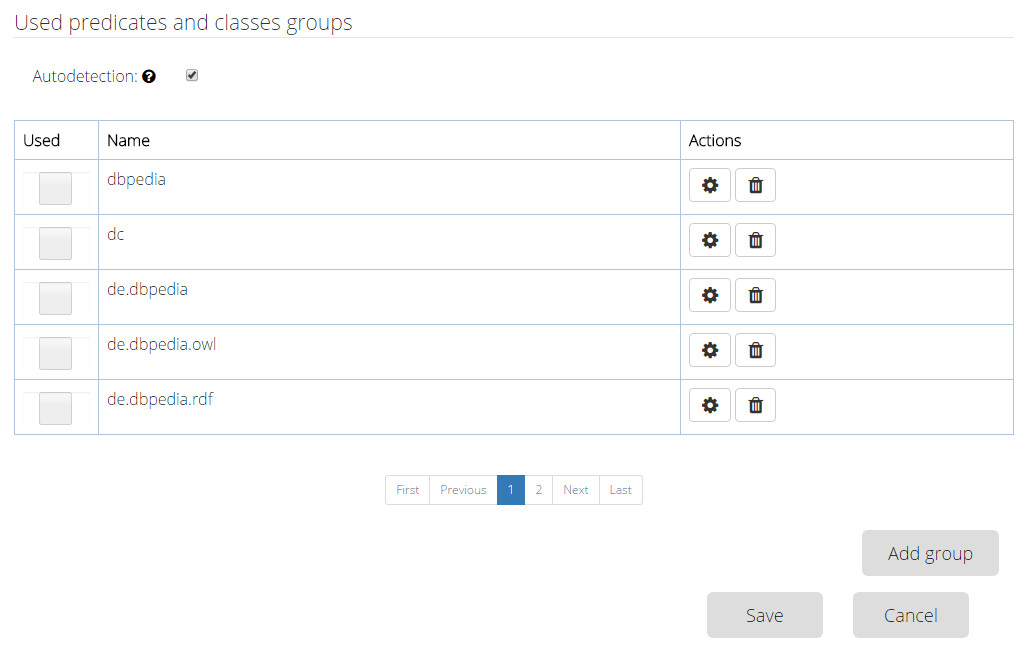 Used predicates and classes groups
Autodetection: ?
Used Name Actions
dbpedia
dc
de.dbpedia
de.dbpedia.owl
de.dbpedia.rdf
First Previous 1 2 Next Last
Add group
Save Cancel